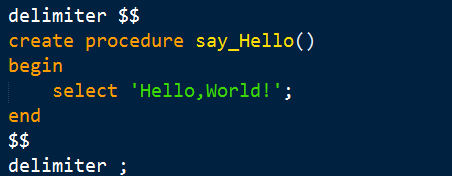 delimiter $$
create procedure say_Hello()
begin
    select 'Hello,World!';
end
$$
delimiter ;